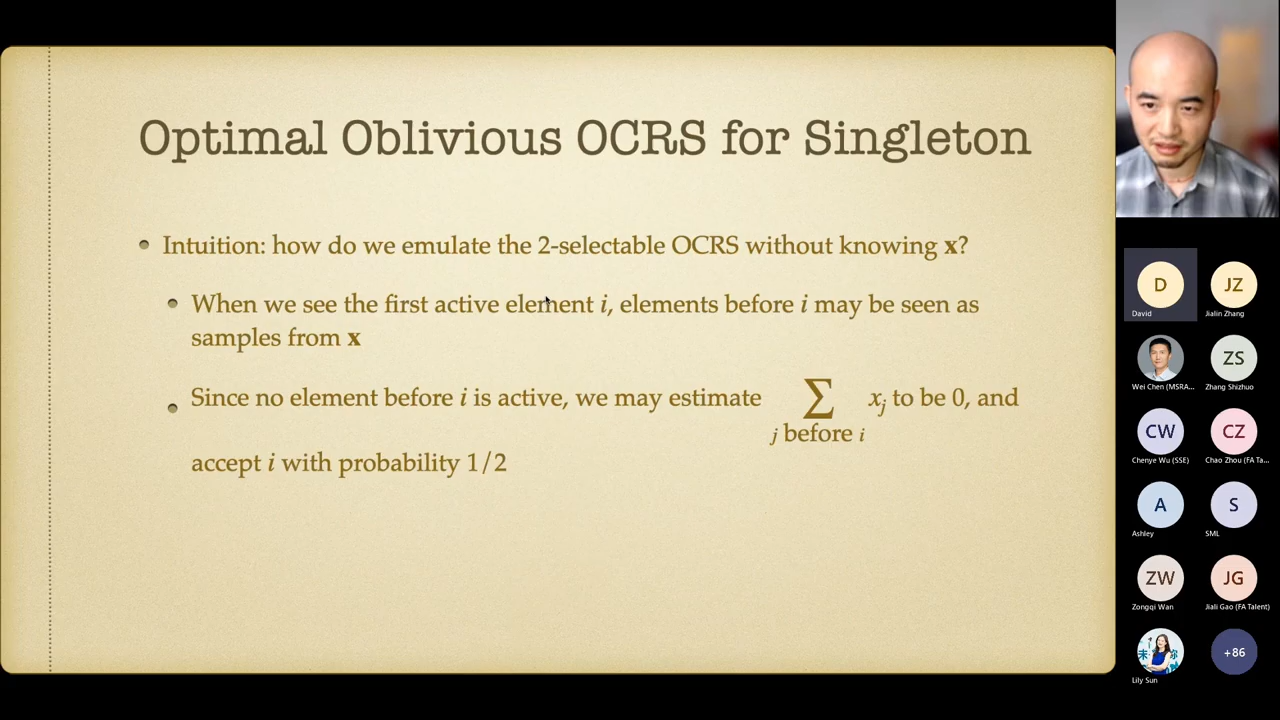 Optimal Oblivious OCRS for Singleton
Intuition: how do we emulate the 2-selectable OCRS without knowing x?
When we see the first active element i, elements before i may be seen as
samples from x
Since no element before i is active, we may estimate ∑ x_j to be 0, and
j before i
accept i with probability 1/2
D
David
JZ
Jialin Zhang
Wei Chen (MSRA...
ZS
Zhang Shizhuo
CW
Chenye Wu (SSE)
CZ
Chao Zhou (FA Ta...
A
Ashley
S
SML
ZW
Zongqi Wan
JG
Jiali Gao (FA Talent)
Lily Sun
+86